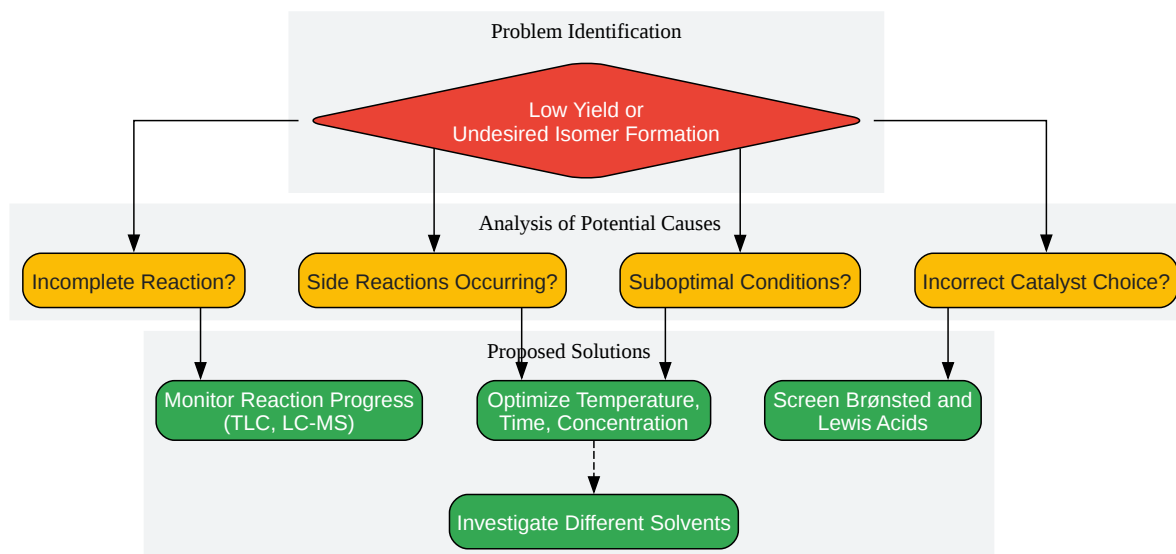 Problem Identification
Low Yield or
Undesired Isomer Formation
Analysis of Potential Causes
Incomplete Reaction?
Side Reactions Occurring?
Suboptimal Conditions?
Incorrect Catalyst Choice?
Proposed Solutions
Monitor Reaction Progress
(TLC, LC-MS)
Optimize Temperature,
Time, Concentration
Screen Brønsted and
Lewis Acids
Investigate Different Solvents